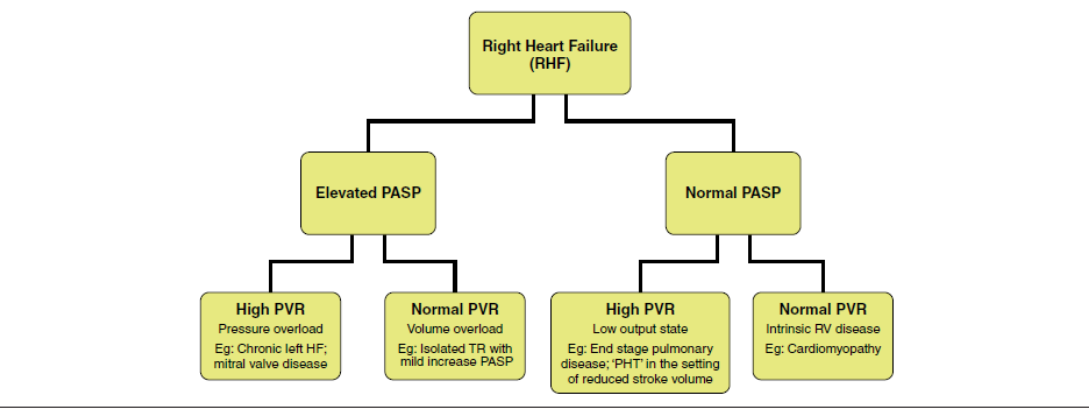 Right Heart Failure
(RHF)
Elevated PASP
Normal PASP
High PVR
Pressure overload
Eg: Chronic left HF;
mitral valve disease
Normal PVR
Volume overload
Eg: Isolated TR with
mild increase PASP
High PVR
Low output state
Eg: End stage pulmonary
disease; ‘PHT’ in the setting
of reduced stroke volume
Normal PVR
Intrinsic RV disease
Eg: Cardiomyopathy